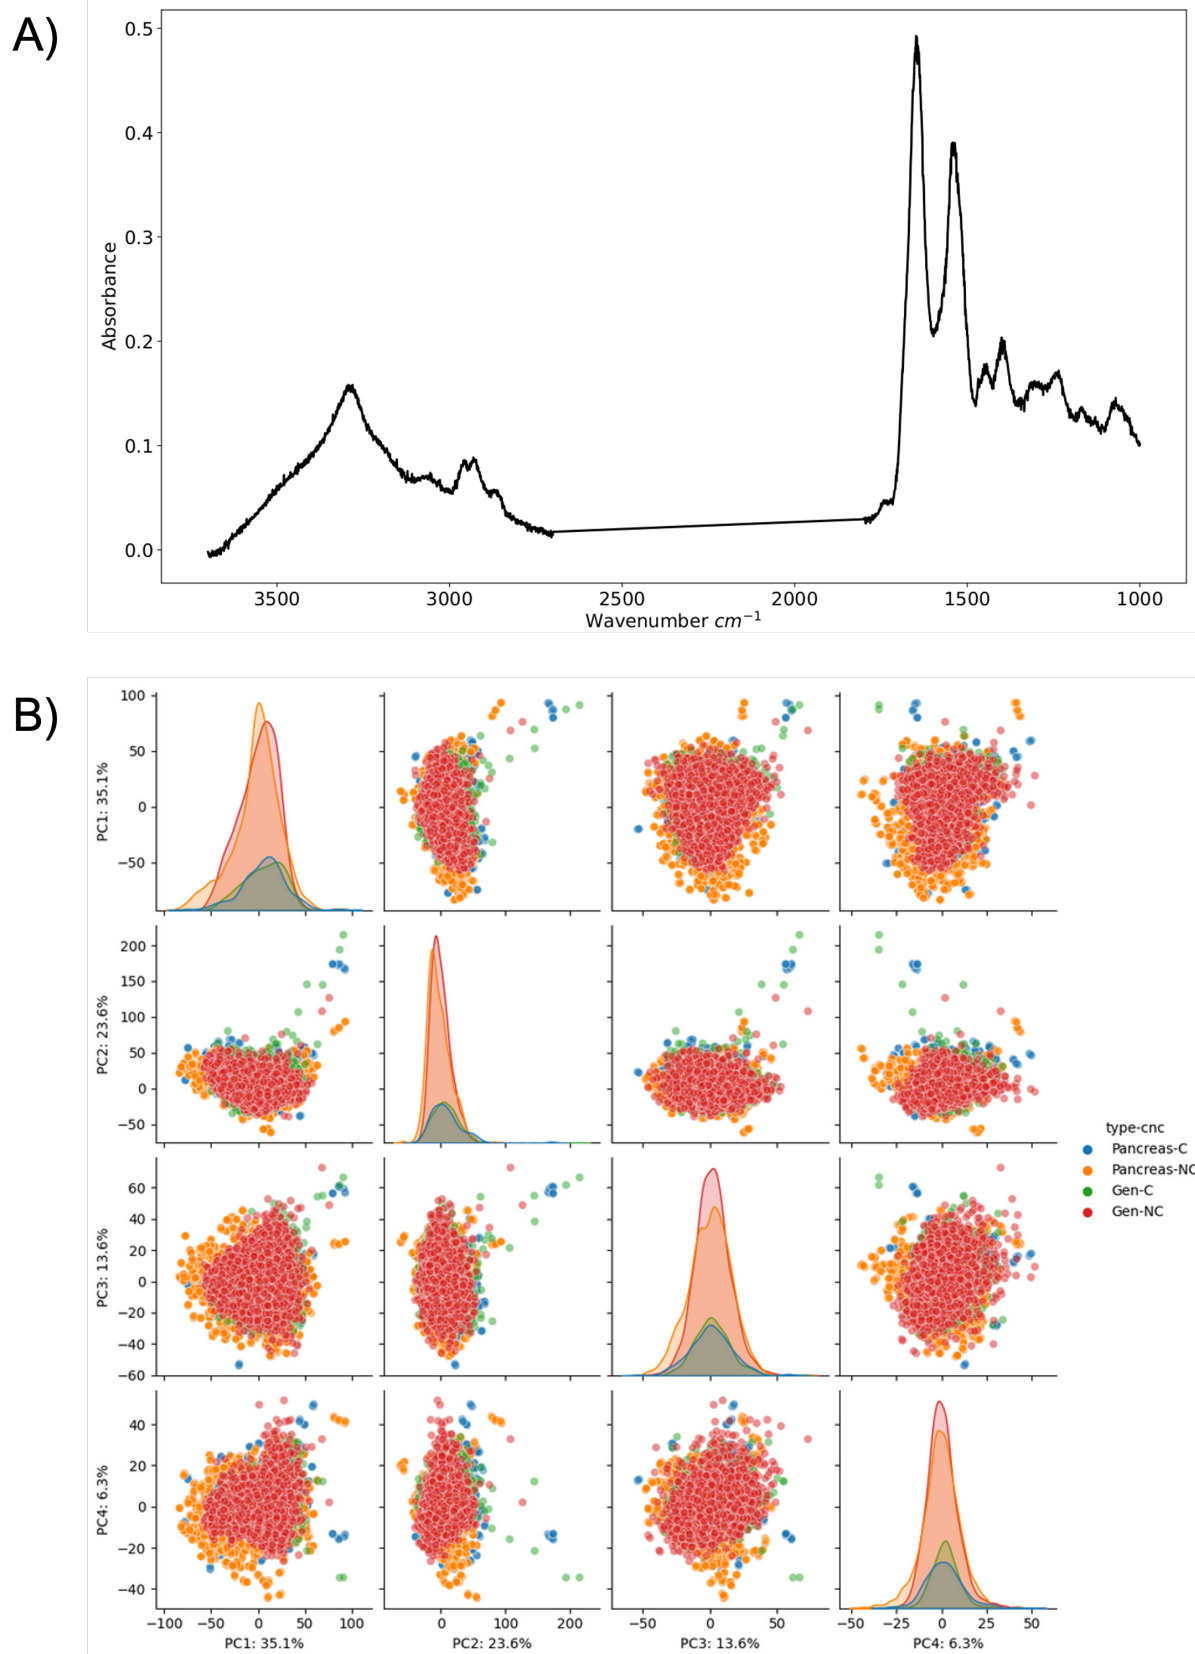 A)
0.5
0.4
0.3
0.2
0.1
0.0
Absorbance
3500 3000 2500 2000 1500 1000
Wavenumber cm⁻¹
B)
100
50
0
−50
PC1: 35.1%
200
150
100
50
0
−50
PC2: 23.6%
60
40
20
0
−20
−40
−60
PC3: 13.6%
40
20
0
−20
−40
PC4: 6.3%
−100 −50 0 50 100
PC1: 35.1%
0 100 200
PC2: 23.6%
−50 0 50
PC3: 13.6%
−50 −25 0 25 50
PC4: 6.3%
type-cnc
Pancreas-C
Pancreas-NC
Gen-C
Gen-NC